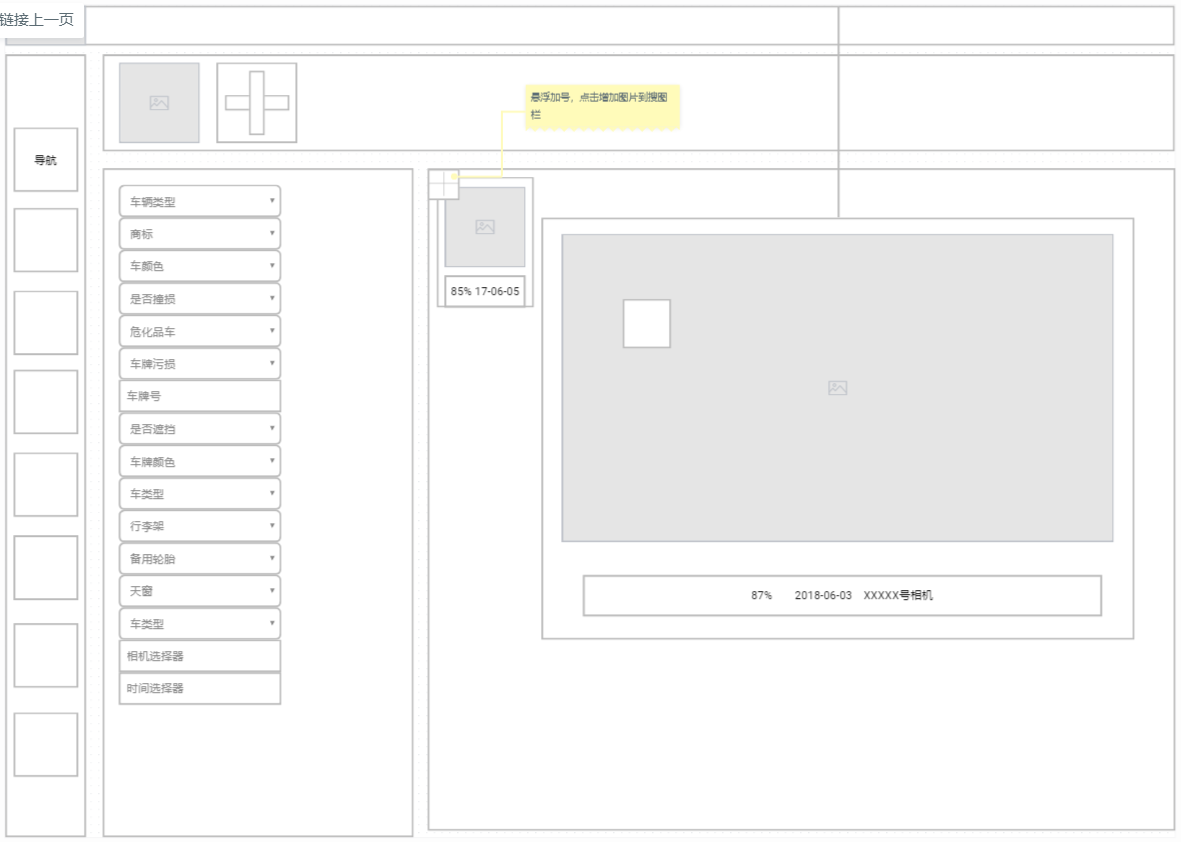 链接上一页
悬浮加号，点击增加图片到搜图
栏
导航
车辆类型
商标
车颜色
是否撞损
危化品车
车牌污损
车牌号
是否遮挡
车牌颜色
车类型
行李架
备用轮胎
天窗
车类型
相机选择器
时间选择器
85% 17-06-05
87% 2018-06-03 XXXXX号相机